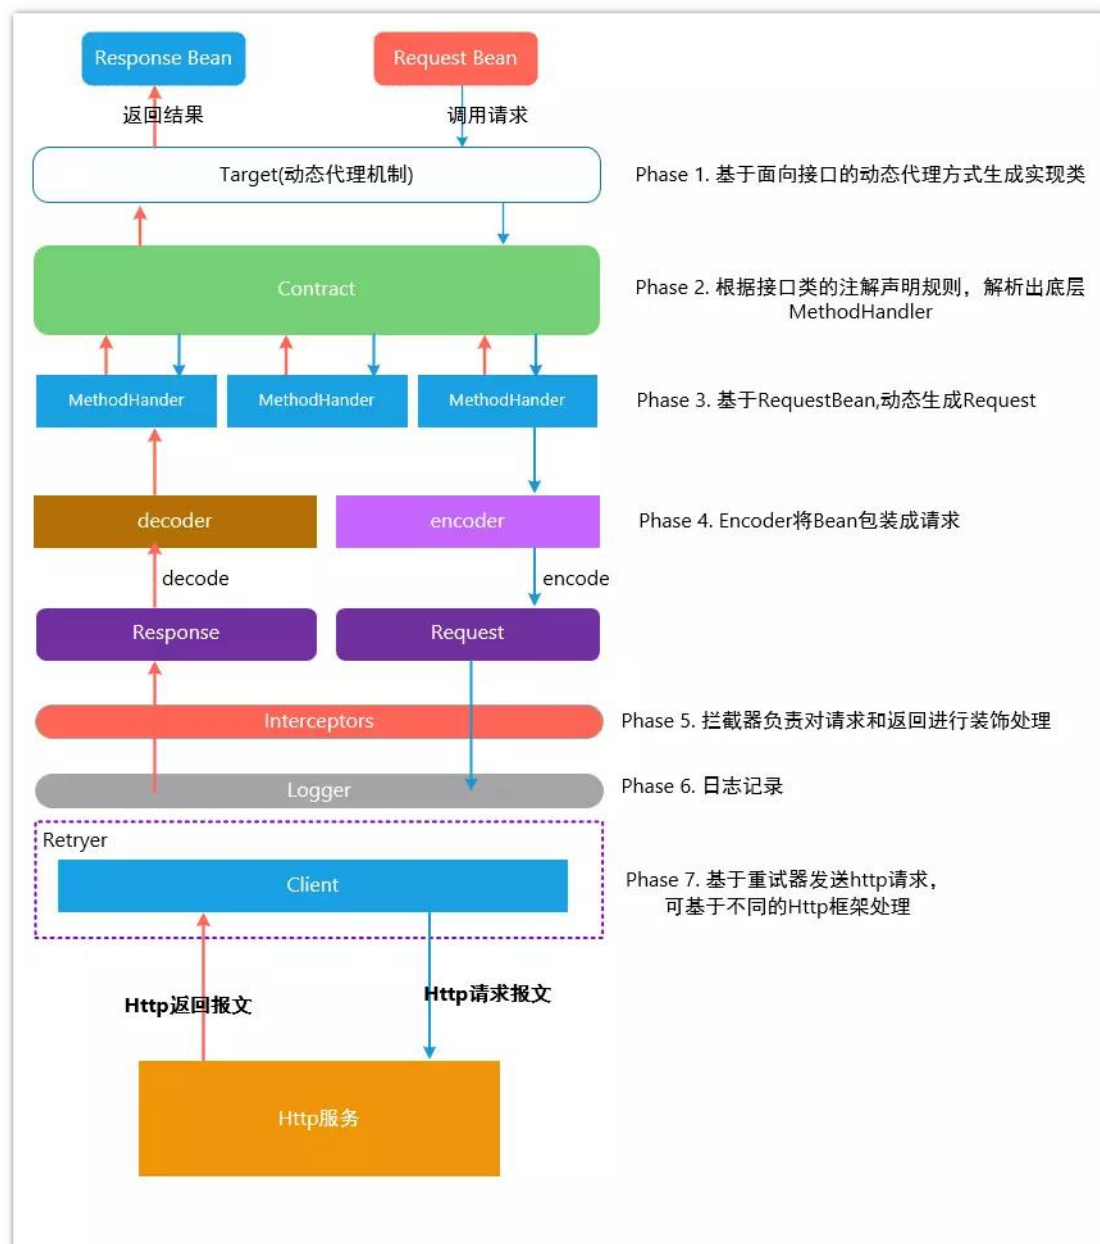 Response Bean
Request Bean
返回结果
调用请求
Target(动态代理机制)
Phase 1. 基于面向接口的动态代理方式生成实现类
Contract
Phase 2. 根据接口类的注解声明规则，解析出底层
MethodHandler
MethodHander
MethodHander
MethodHander
Phase 3. 基于RequestBean,动态生成Request
decoder
encoder
Phase 4. Encoder将Bean包装成请求
decode
encode
Response
Request
Interceptors
Phase 5. 拦截器负责对请求和返回进行装饰处理
Logger
Phase 6. 日志记录
Retryer
Client
Phase 7. 基于重试器发送http请求，
可基于不同的Http框架处理
Http返回报文
Http请求报文
Http服务